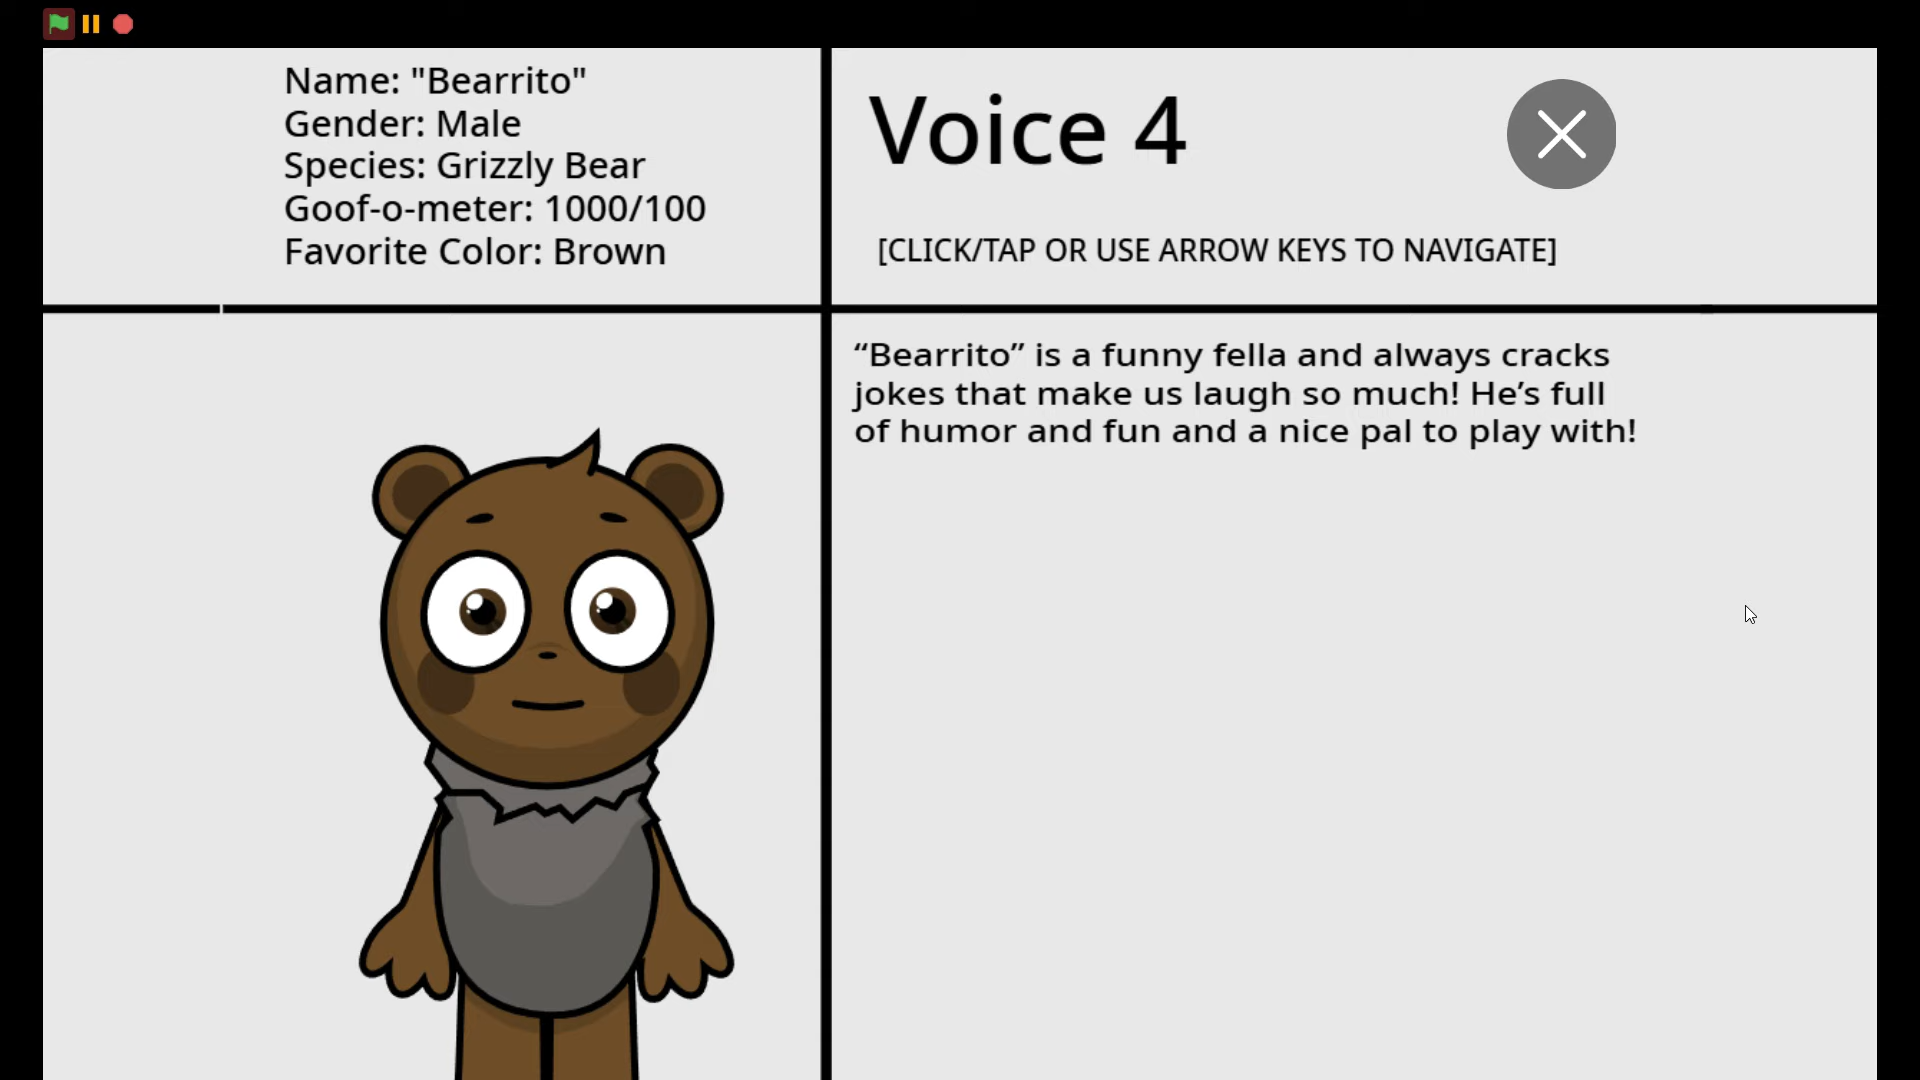 Name: "Bearrito"
Gender: Male
Species: Grizzly Bear
Goof-o-meter: 1000/100
Favorite Color: Brown
Voice 4
[CLICK/TAP OR USE ARROW KEYS TO NAVIGATE]
“Bearrito” is a funny fella and always cracks
jokes that make us laugh so much! He’s full
of humor and fun and a nice pal to play with!